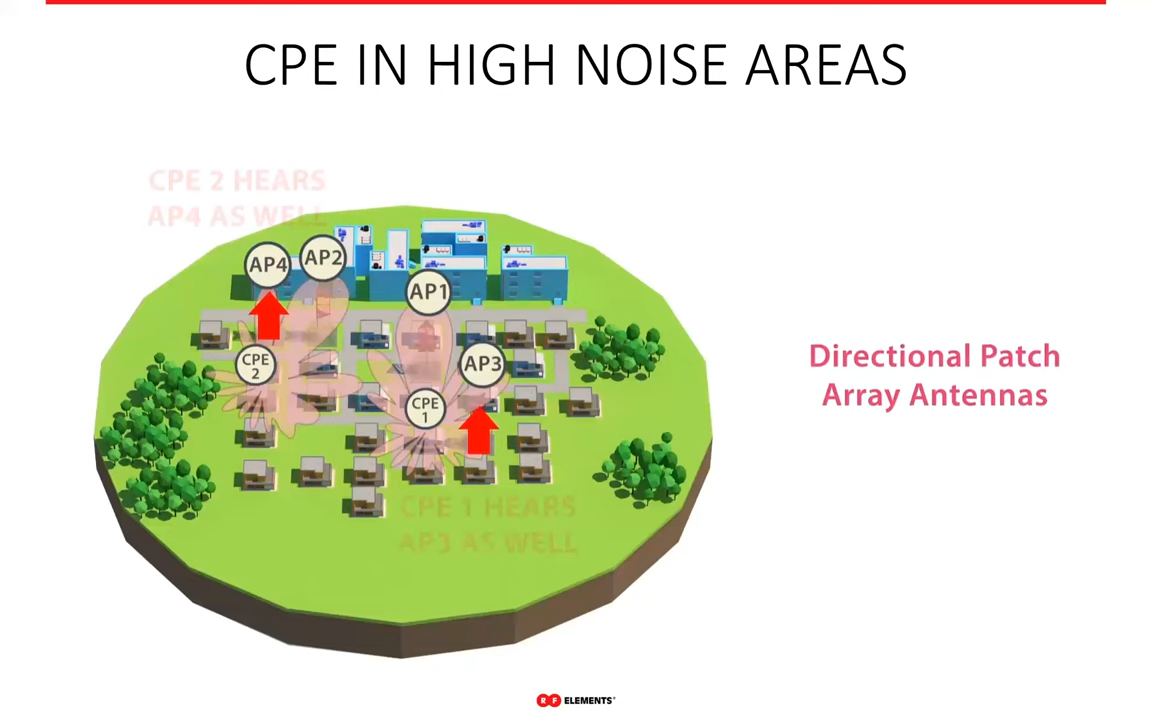 CPE IN HIGH NOISE AREAS
CPE 2 HEARS
AP4 AS WELL
AP4
AP2
AP1
CPE
2
AP3
CPE
1
Directional Patch
Array Antennas
CPE 1 HEARS
AP3 AS WELL
RF ELEMENTS